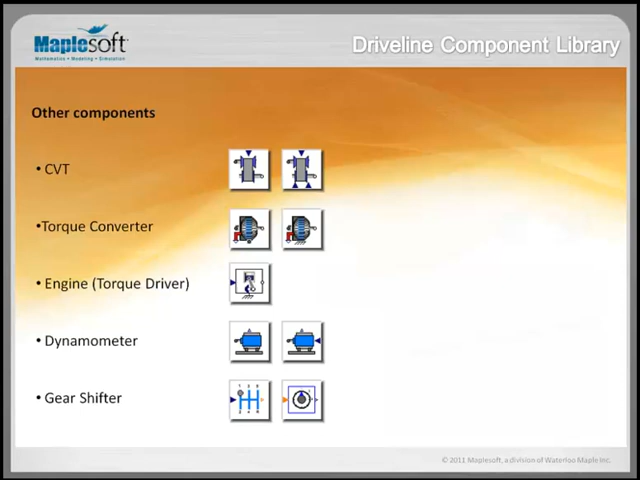 Maplesoft
Mathematics • Modeling • Simulation
Driveline Component Library
Other components
• CVT
•Torque Converter
• Engine (Torque Driver)
• Dynamometer
• Gear Shifter
© 2011 Maplesoft, a division of Waterloo Maple Inc.